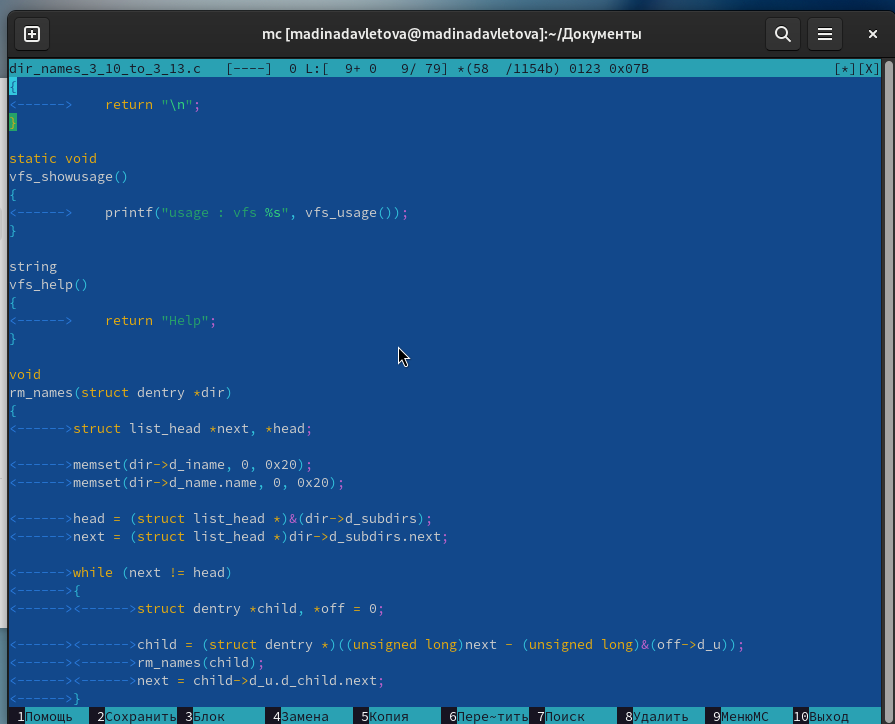 mc [madinadavletova@madinadavletova]:~/Документы
dir_names_3_10_to_3_13.c   [----]  0 L:[  9+ 0   9/ 79] *(58  /1154b) 0123 0x07B                       [*][X]
{
<------>    return "\n";
}

static void
vfs_showusage()
{
<------>    printf("usage : vfs %s", vfs_usage());
}

string
vfs_help()
{
<------>    return "Help";
}

void
rm_names(struct dentry *dir)
{
<------>struct list_head *next, *head;

<------>memset(dir->d_iname, 0, 0x20);
<------>memset(dir->d_name.name, 0, 0x20);

<------>head = (struct list_head *)&(dir->d_subdirs);
<------>next = (struct list_head *)dir->d_subdirs.next;

<------>while (next != head)
<------>{
<------><------>struct dentry *child, *off = 0;

<------><------>child = (struct dentry *)((unsigned long)next - (unsigned long)&(off->d_u));
<------><------>rm_names(child);
<------><------>next = child->d_u.d_child.next;
<------>}
1Помощь  2Сохранить 3Блок  4Замена  5Копия  6Пере~тить 7Поиск  8Удалить  9МенюMC  10Выход